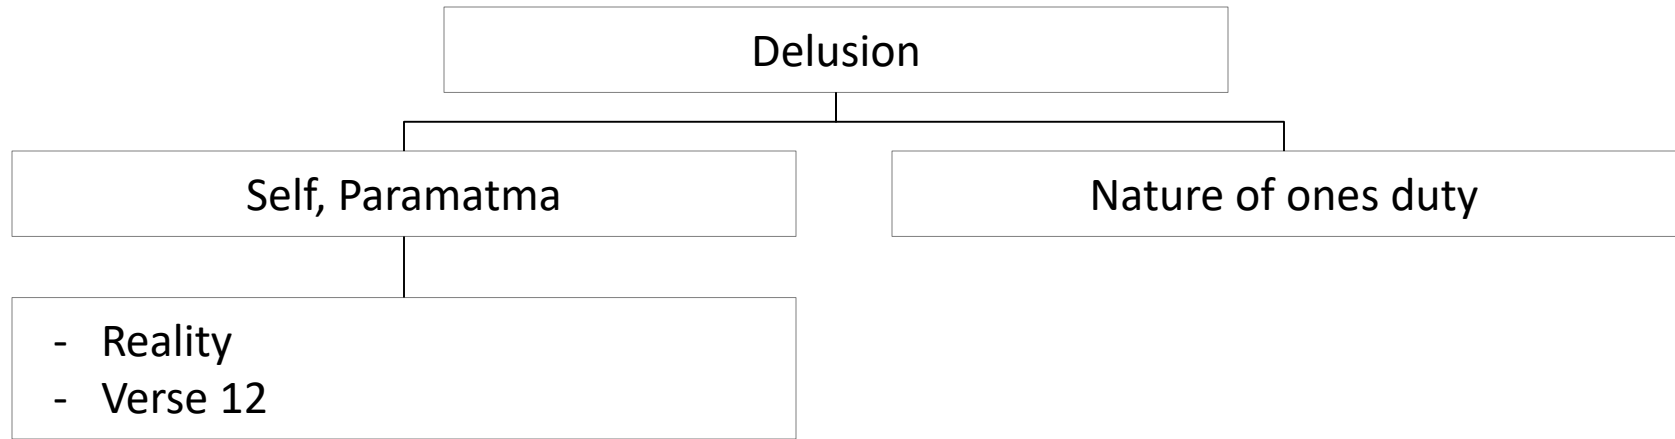 Delusion
Self, Paramatma
Nature of ones duty
- Reality
- Verse 12